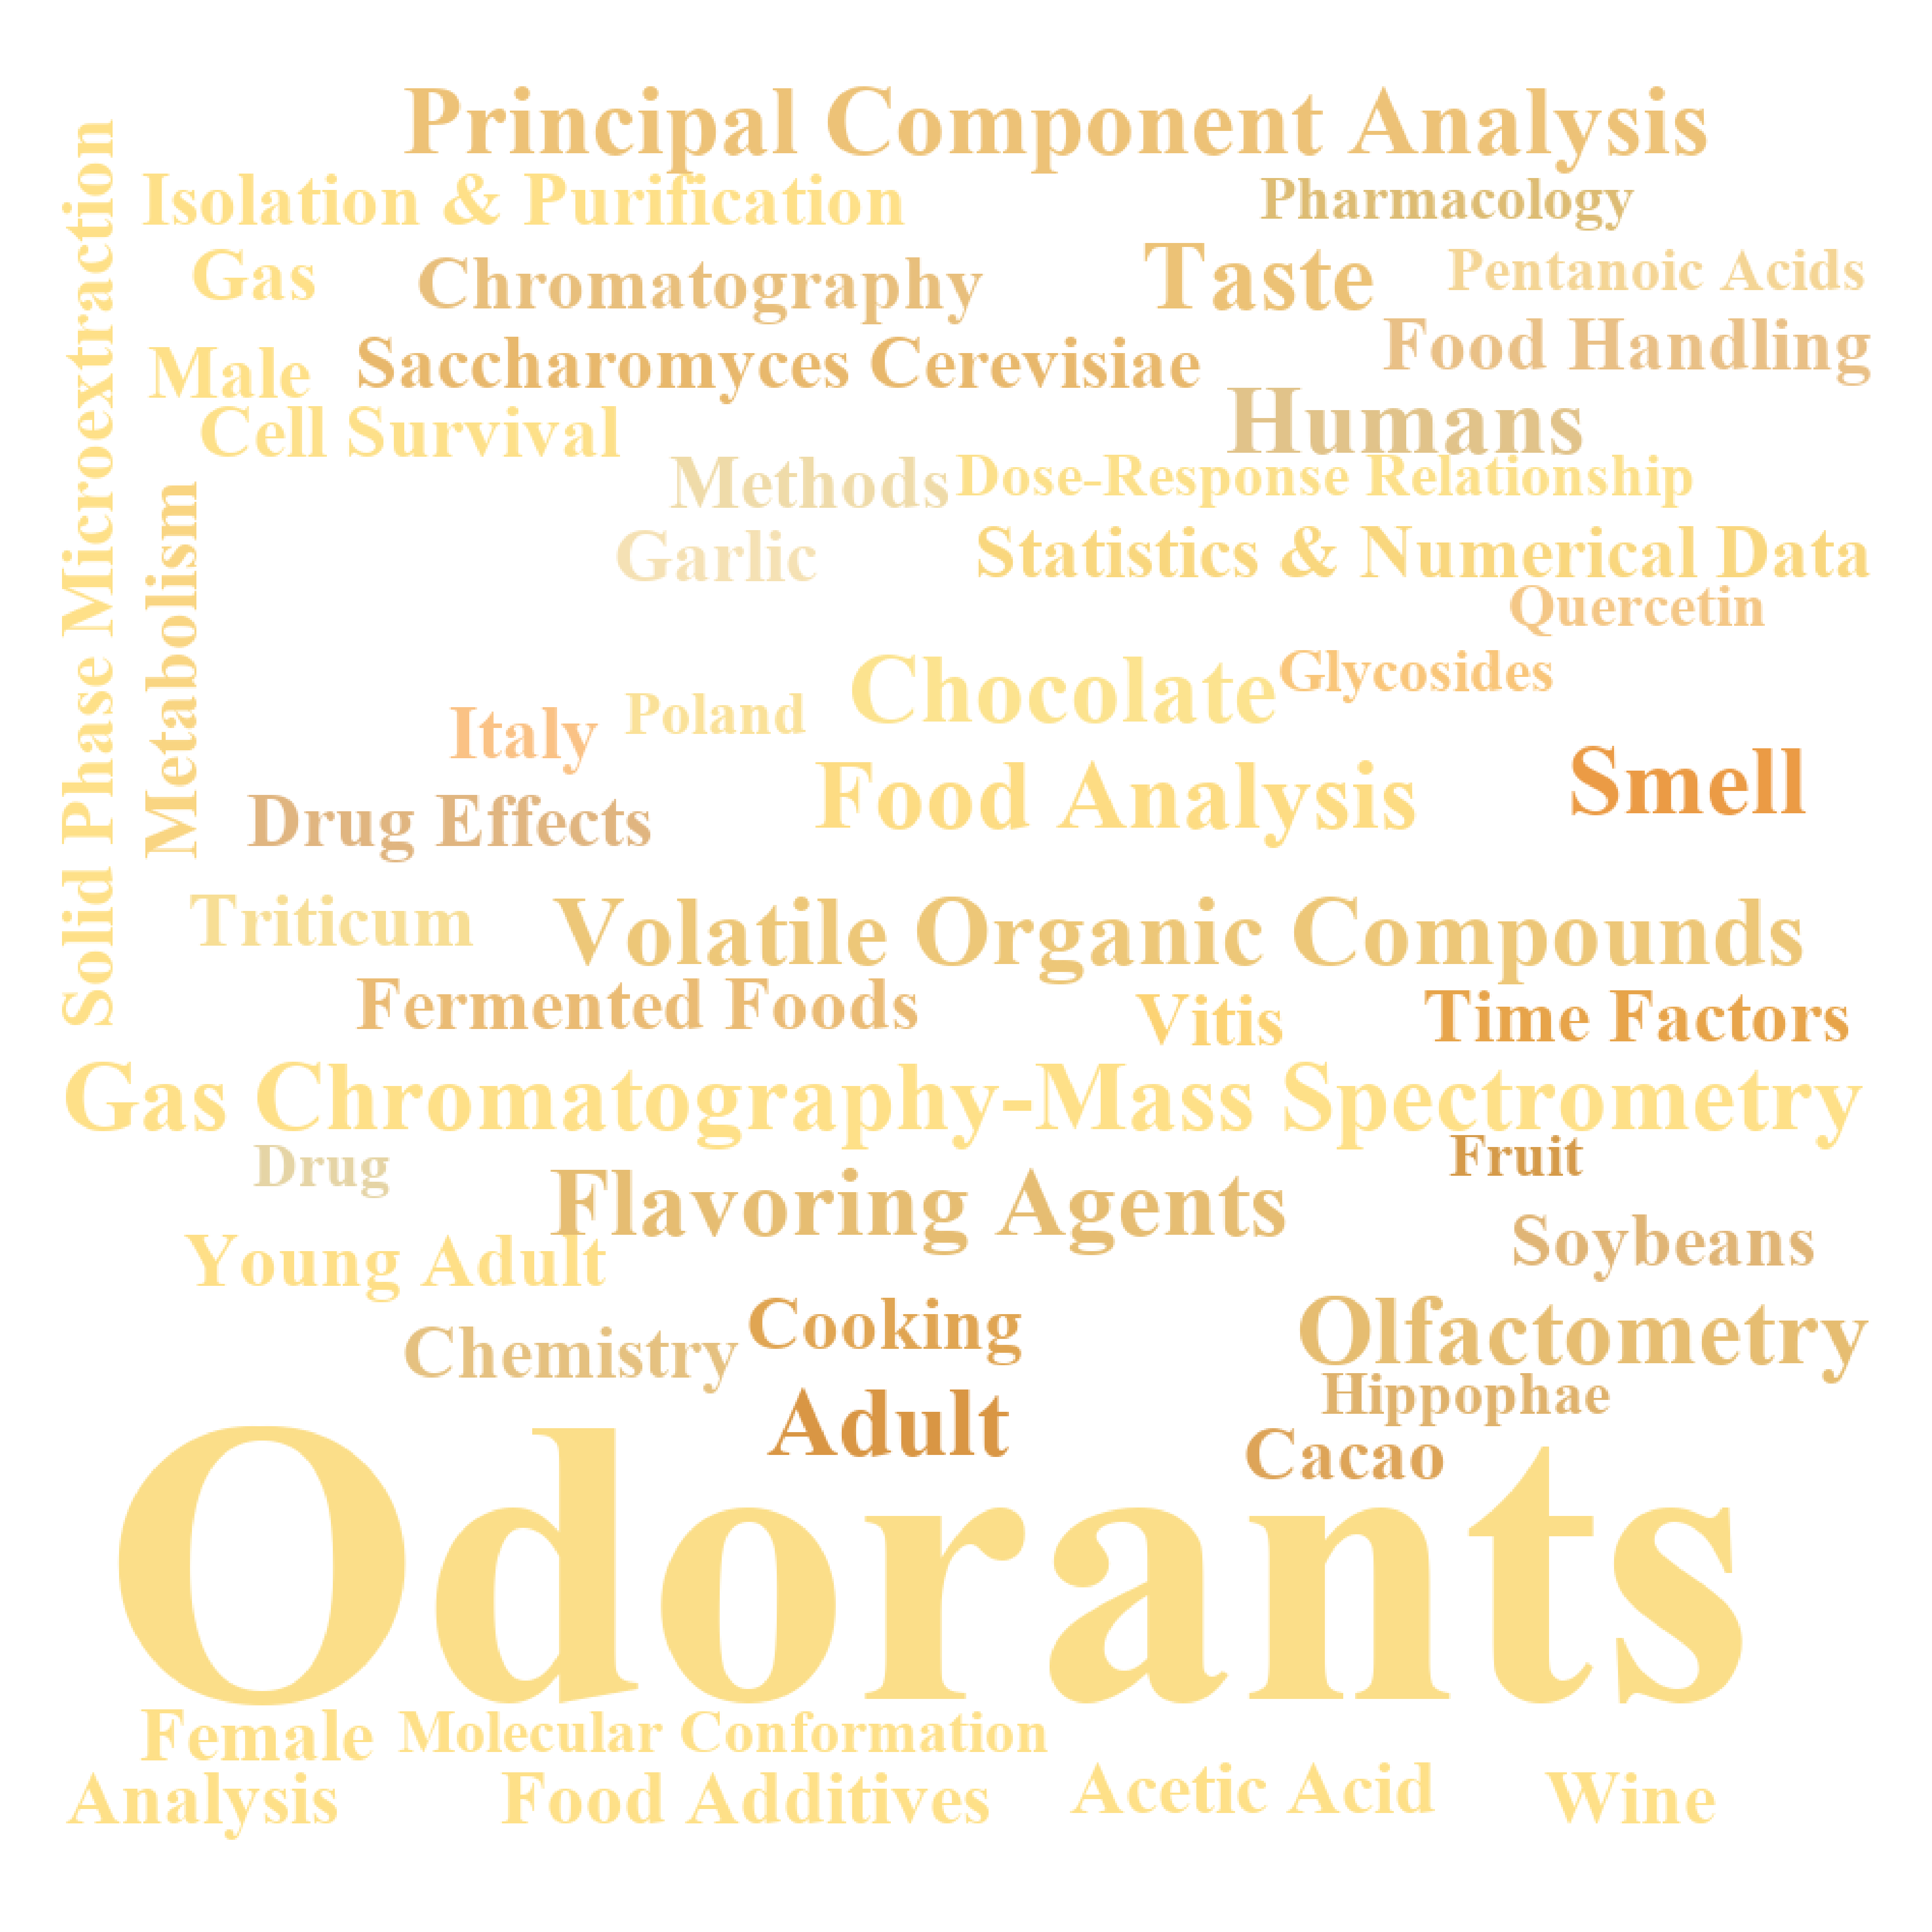 Principal Component Analysis
Isolation & Purification
Pharmacology
Gas
Chromatography
Taste
Pentanoic Acids
Male
Saccharomyces Cerevisiae
Food Handling
Cell Survival
Humans
Methods
Dose-Response Relationship
Garlic
Statistics & Numerical Data
Quercetin
Solid Phase Microextraction
Metabolism
Chocolate
Glycosides
Italy
Poland
Food Analysis
Smell
Drug Effects
Triticum
Volatile Organic Compounds
Fermented Foods
Vitis
Time Factors
Gas Chromatography-Mass Spectrometry
Drug
Flavoring Agents
Fruit
Young Adult
Soybeans
Chemistry
Cooking
Olfactometry
Adult
Hippophae
Cacao
Odorants
Female
Molecular Conformation
Analysis
Food Additives
Acetic Acid
Wine